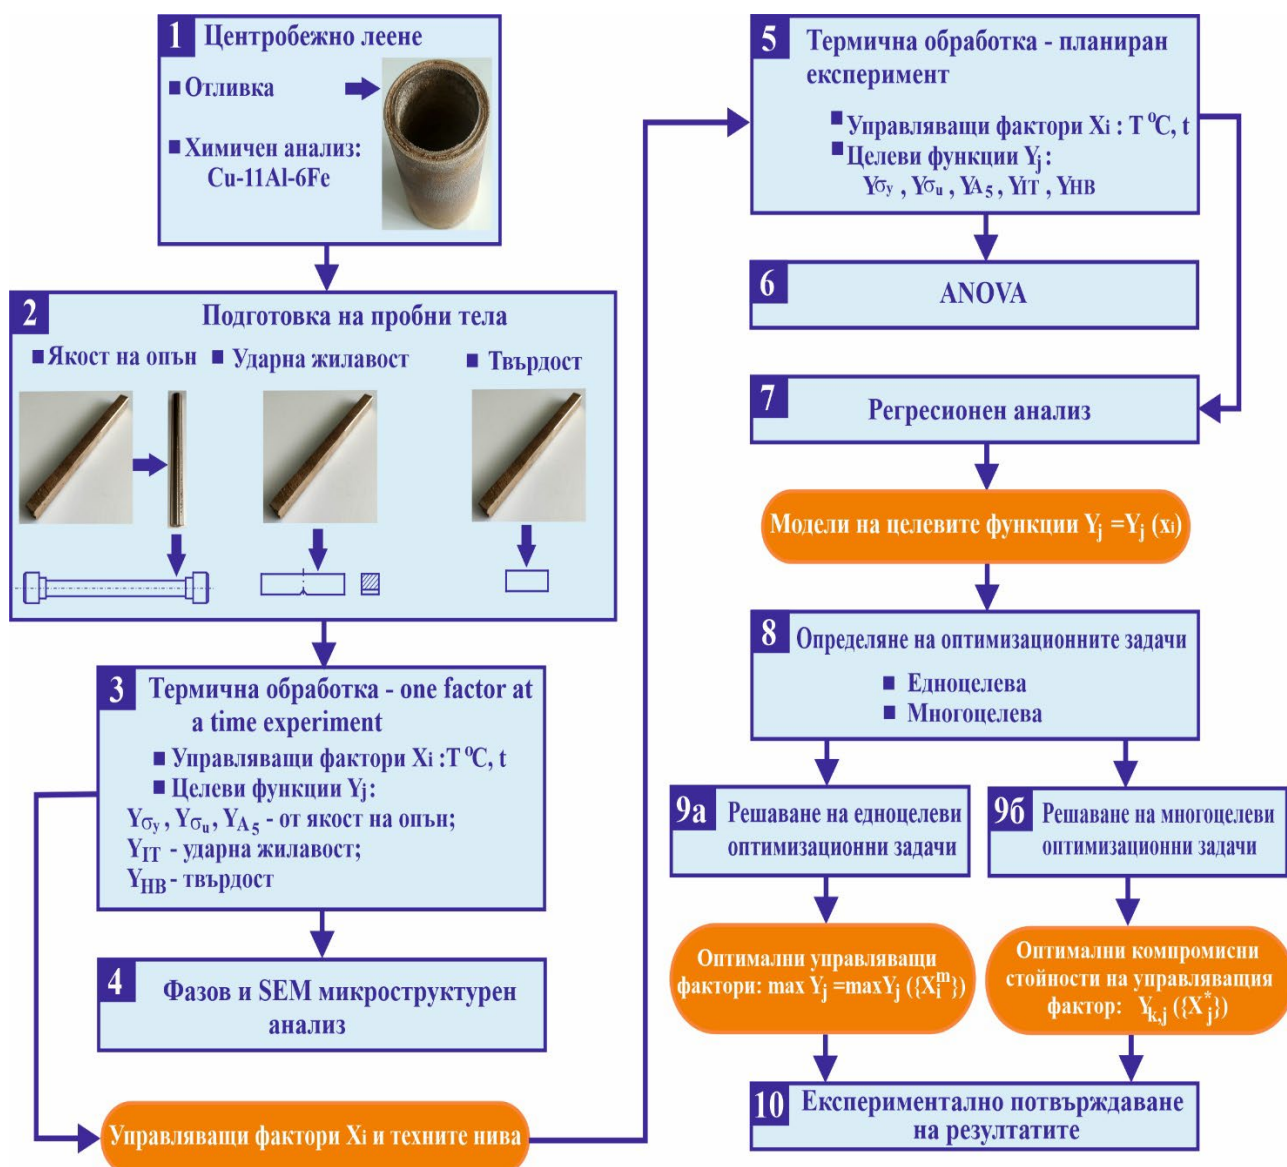 1
Центробежно леене
■ Отливка
■ Химичен анализ:
Cu-11Al-6Fe
2
Подготовка на пробни тела
■ Якост на опън
■ Ударна жилавост
■ Твърдост
3
Термична обработка - one factor at
a time experiment
■ Управляващи фактори Xi :T ⁰C, t
■ Целеви функции Yj:
Yσy , Yσu, YA5 - от якост на опън;
YIT - ударна жилавост;
YHB - твърдост
4
Фазов и SEM микроструктурен
анализ
Управляващи фактори Xi и техните нива
5
Термична обработка - планиран
експеримент
■ Управляващи фактори Xi : T ⁰C, t
■ Целеви функции Yj:
Yσy , Yσu , YA5 , YIT , YHB
6
ANOVA
7
Регресионен анализ
Модели на целевите функции Yj =Yj (xi)
8
Определяне на оптимизационните задачи
■ Едноцелева
■ Многоцелева
9а
Решаване на едноцелеви
оптимизационни задачи
9б
Решаване на многоцелеви
оптимизационни задачи
Оптимални управляващи
фактори: max Yj =maxYj ({Xi^m})
Оптимални компромисни
стойности на управляващия
фактор: Yk,j ({Xj^*})
10
Експериментално потвърждаване
на резултатите